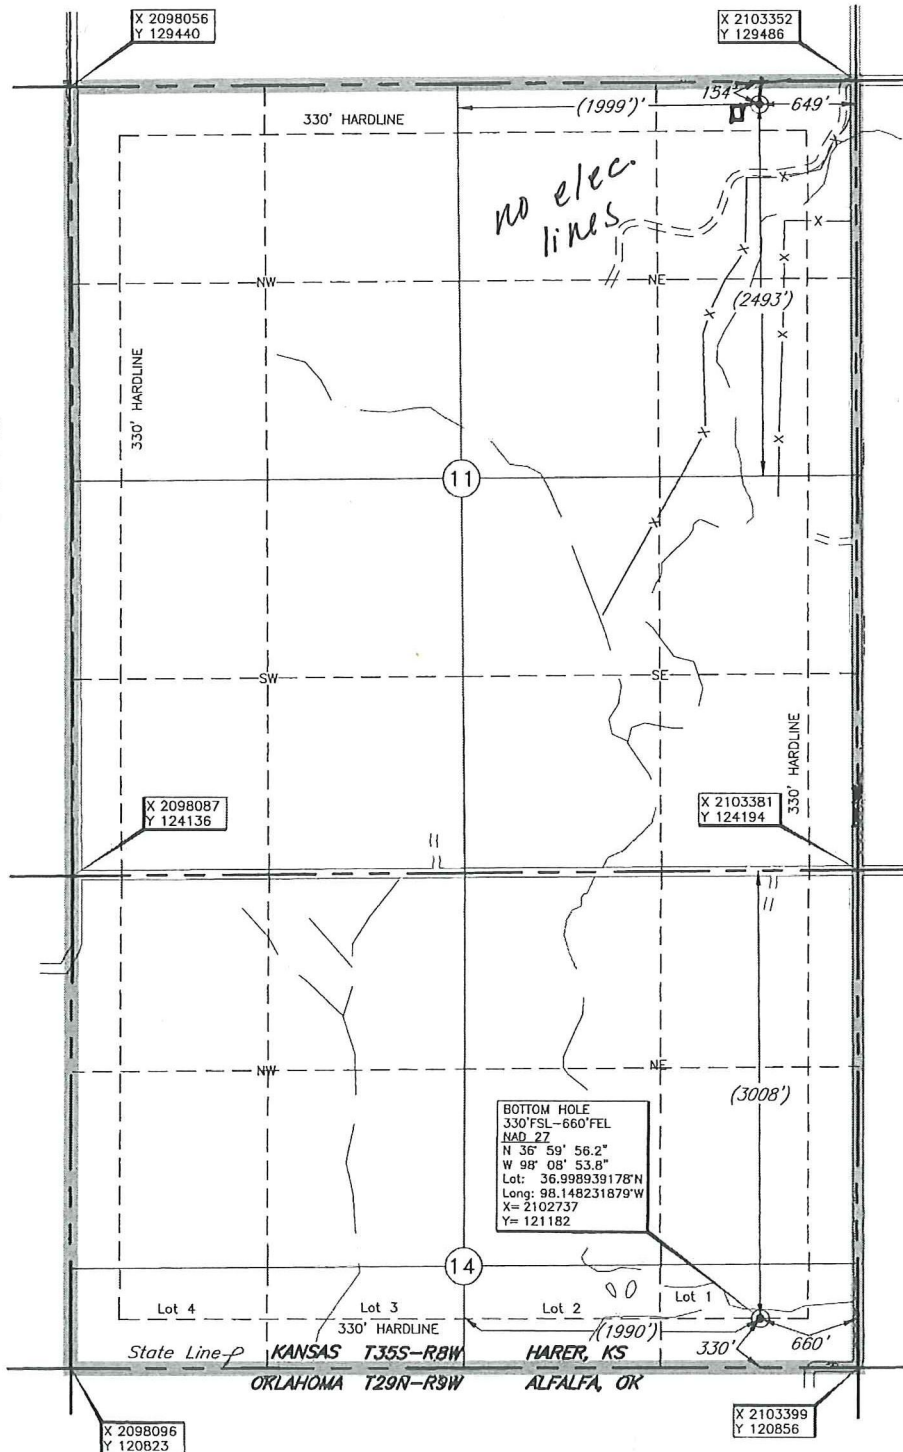 X 2098056
Y 129440
X 2103352
Y 129486
154'
(1999')'
649'
330' HARDLINE
no elec.
lines
NW
NE
(2493')
330' HARDLINE
11
SW
SE
330' HARDLINE
X 2098087
Y 124136
X 2103381
Y 124194
NW
NE
(3008')
BOTTOM HOLE
330'FSL-660'FEL
NAD 27
N 36° 59' 56.2"
W 98° 08' 53.8"
Lat: 36.998939178°N
Long: 98.148231879°W
X= 2102737
Y= 121182
14
Lot 4 Lot 3 Lot 2 Lot 1
330' HARDLINE
(1990')
330'
660'
State Line KANSAS T35S-R8W HARER, KS
OKLAHOMA T29N-R9W ALFALFA, OK
X 2098096
Y 120823
X 2103399
Y 120856